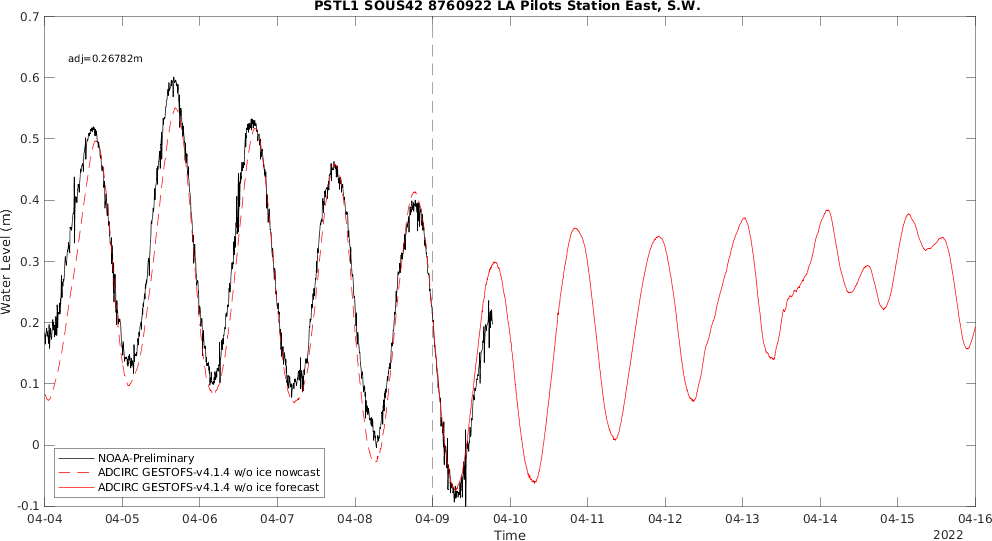 PSTL1 SOUS42 8760922 LA Pilots Station East, S.W.
adj=0.26782m
0.7
0.6
0.5
0.4
0.3
0.2
0.1
0
-0.1
Water Level (m)
NOAA-Preliminary
ADCIRC GESTOFS-v4.1.4 w/o ice nowcast
ADCIRC GESTOFS-v4.1.4 w/o ice forecast
04-04 04-05 04-06 04-07 04-08 04-09 04-10 04-11 04-12 04-13 04-14 04-15 04-16
Time
2022